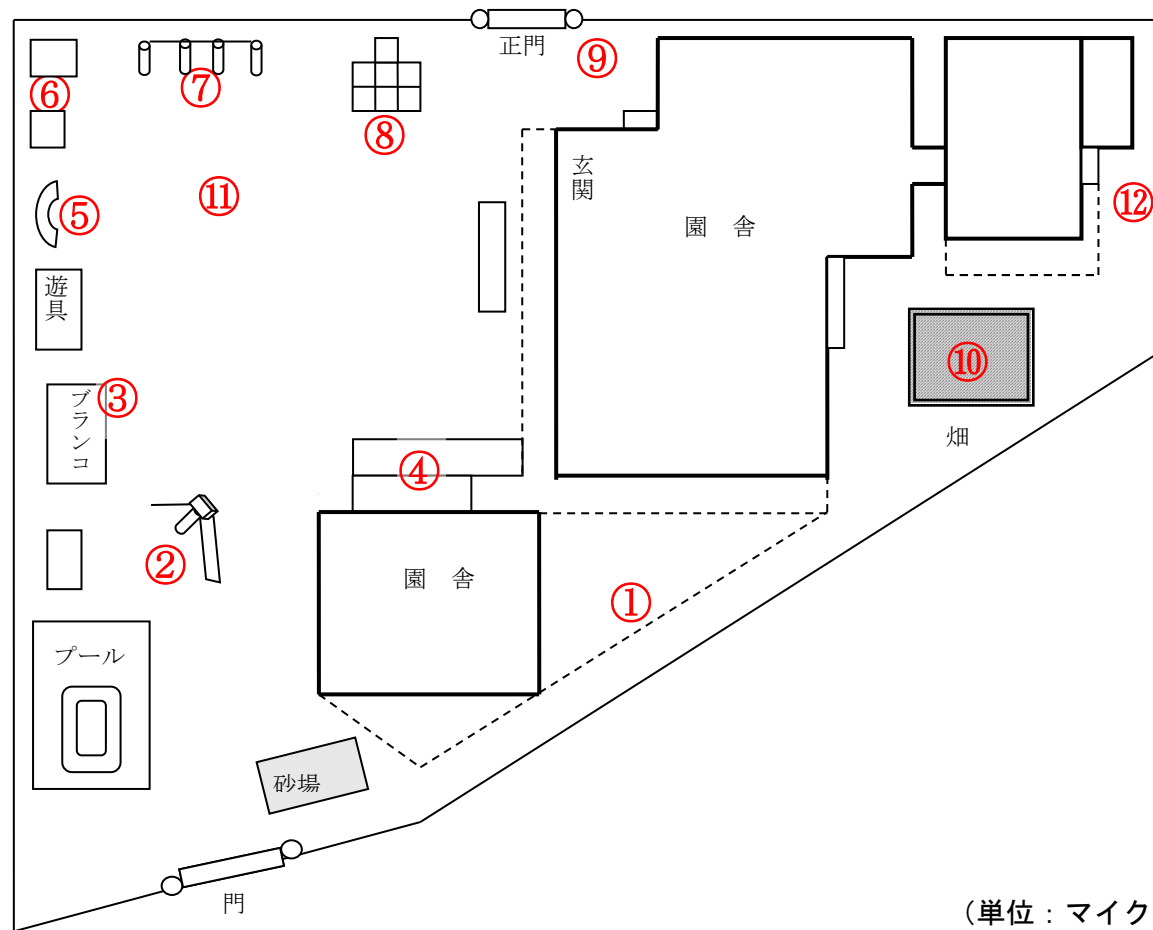 正門
⑨
⑥
⑦
⑧
玄関
⑤
⑪
園 舎
⑫
遊具
③
ブランコ
⑩
畑
④
②
園 舎
①
プール
砂場
門
(単位：マイク